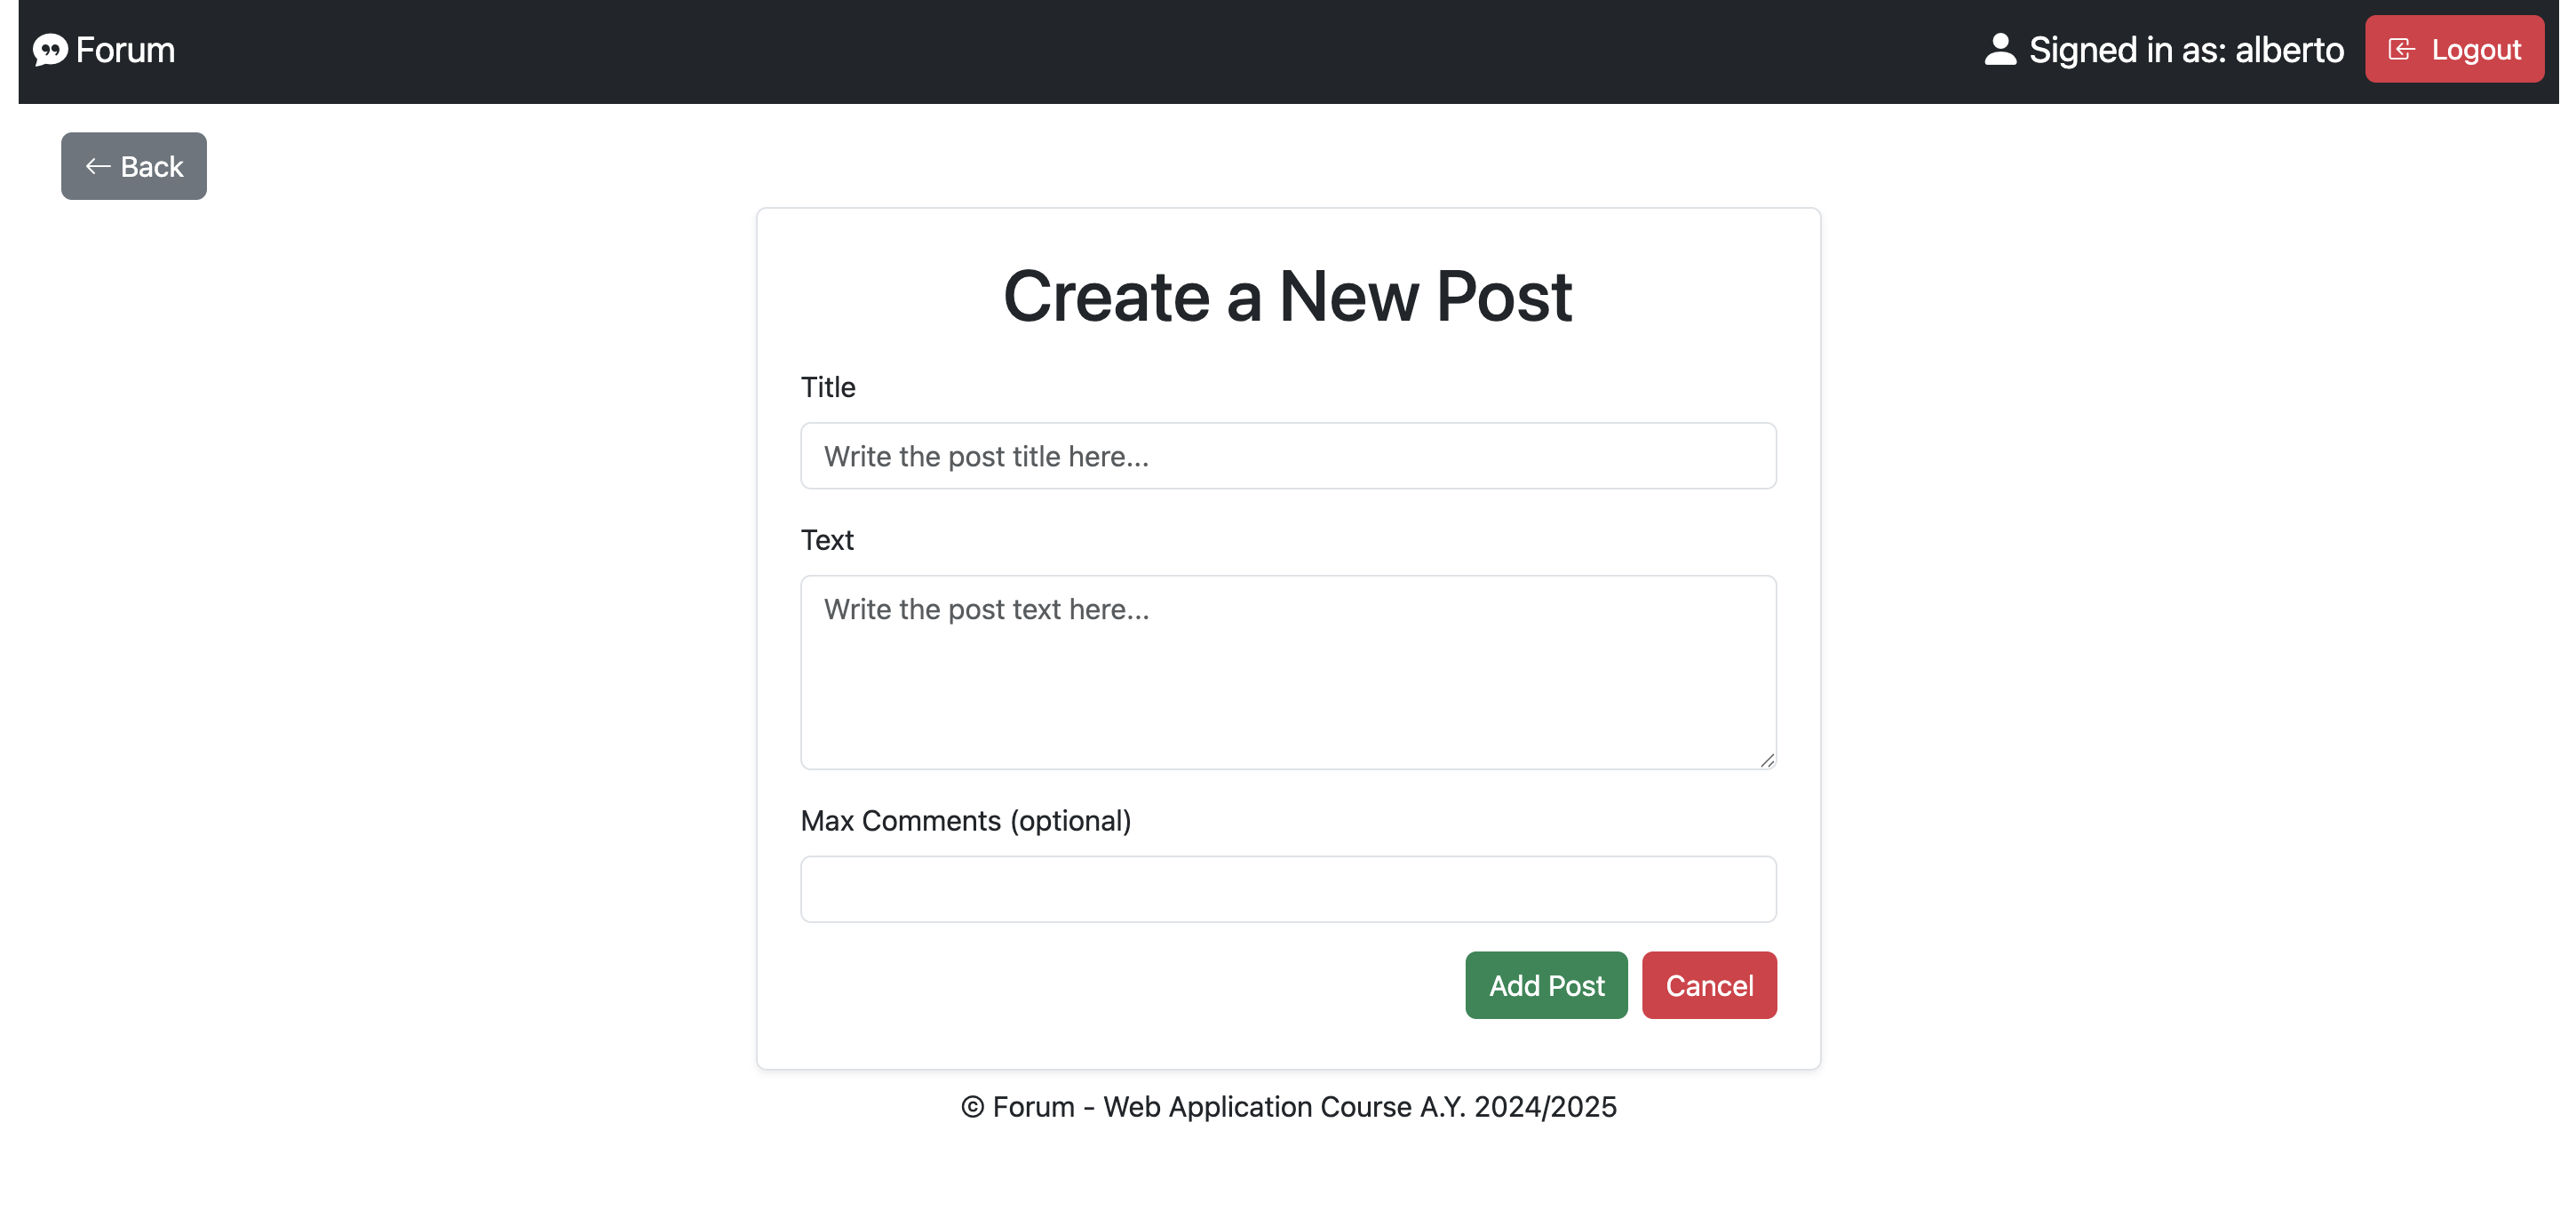 Forum
Signed in as: alberto
Logout
Back
Create a New Post
Title
Write the post title here...
Text
Write the post text here...
Max Comments (optional)
Add Post
Cancel
© Forum - Web Application Course A.Y. 2024/2025